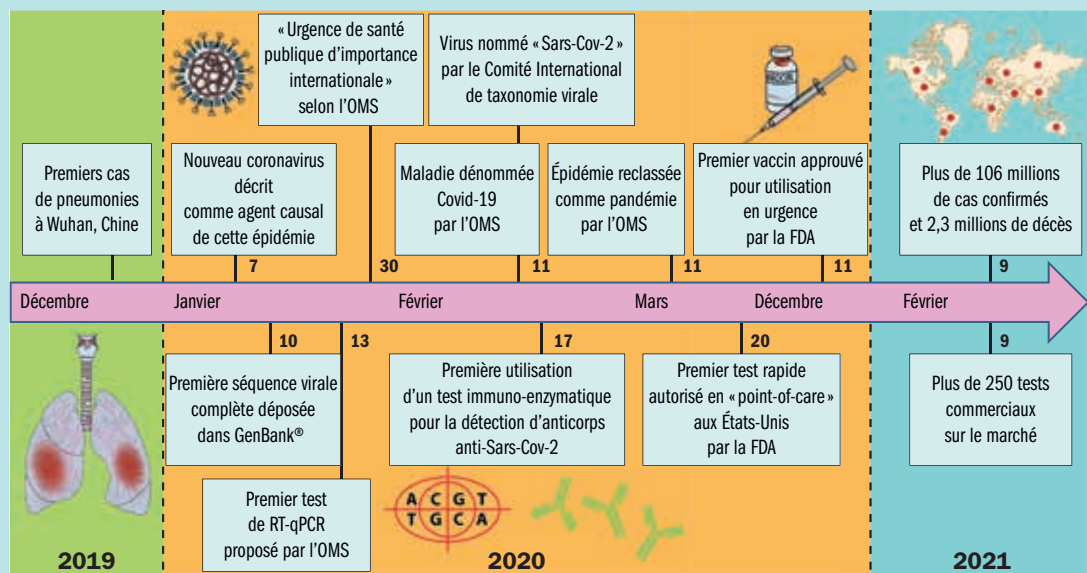 « Urgence de santé
publique d'importance
internationale »
selon l'OMS
Virus nommé « Sars-Cov-2 »
par le Comité International
de taxonomie virale
Premiers cas
de pneumonies
à Wuhan, Chine
Nouveau coronavirus
décrit
comme agent causal
de cette épidémie
Maladie dénommée
Covid-19
par l'OMS
Épidémie reclassée
comme pandémie
par l'OMS
Premier vaccin approuvé
pour utilisation
en urgence
par la FDA
Plus de 106 millions
de cas confirmés
et 2,3 millions de décès
7
30
11
11
11
9
Décembre
Janvier
Février
Mars
Décembre
Février
10
13
17
20
9
Première séquence virale
complète déposée
dans GenBank®
Première utilisation
d'un test immuno-enzymatique
pour la détection d'anticorps
anti-Sars-Cov-2
Premier test rapide
autorisé en « point-of-care »
aux États-Unis
par la FDA
Plus de 250 tests
commerciaux
sur le marché
Premier test
de RT-qPCR
proposé par l'OMS
A C G T
T G C A
2019
2020
2021